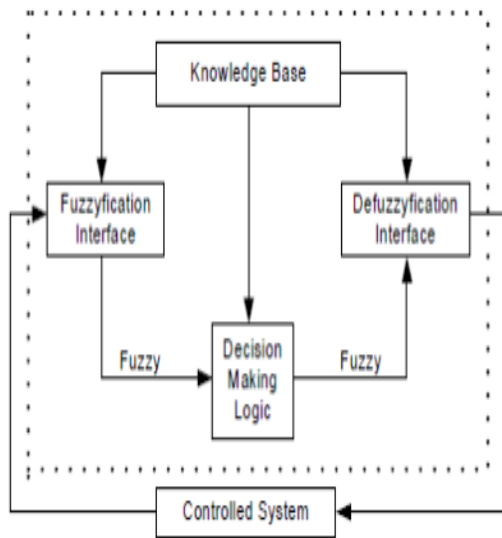 Knowledge Base
Fuzzyfication
Interface
Defuzzyfication
Interface
Fuzzy
Decision
Making
Logic
Fuzzy
Controlled System